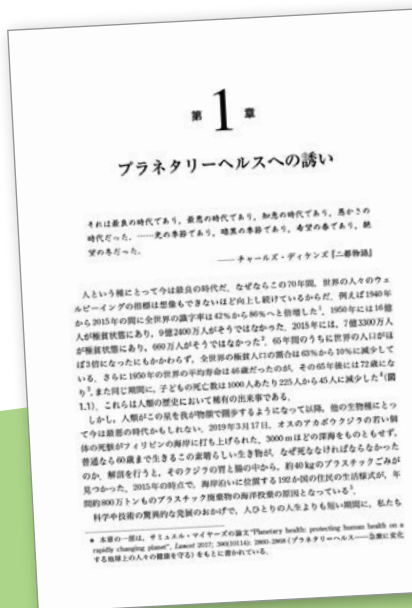 第 1 章
プラネタリーヘルスへの誘い
それは最良の時代であり，最悪の時代であり，知恵の時代であり，愚かさの
時代だった．——光の季節であり，暗黒の季節であり，希望の春であり，絶
望の冬だった．
——チャールズ・ディケンズ『二都物語』
人という種にとって今は最良の時代だ．なぜならこの70年間，世界の人々のウェ
ルビーイングの指標は想像もできないほど向上し続けているからだ．例えば1940年
から2015年の間に全世界の識字率は42％から86％へと倍増した1．1950年には16億
人が極貧状態にあり，9億2400万人がそうではなかった．2015年には，7億3300万人
が極貧状態にあり，660万人がそうではなかった2．65年間のうちに世界の人口がほ
ぼ3倍になったにもかかわらず，全世界の極貧人口の割合は63％から10％に減少して
いる．さらに1950年の世界の平均寿命は46歳だったのが，その65年後には72歳にな
り3，また同じ期間に，子どもの死亡数は1000人あたり225人から45人に減少した4（図
1.1）．これらは人類の歴史において稀有の出来事である．
しかし，人類がこの星を我が物顔で闊歩するようになって以降，他の生物種にとっ
て今は最悪の時代かもしれない．2019年3月17日，オスのアカボウクジラの若い個
体の死骸がフィリピンの海岸に打ち上げられた．3000mほどの深海をものともせず，
普通なら60歳まで生きるこの素晴らしい生き物が，なぜ死ななければならなかった
のか．解剖を行うと，そのクジラの胃と腸の中から，約40kgのプラスチックごみが
見つかった．2015年の時点で，海岸沿いに位置する192か国の住民の生活様式が，年
間約800万トンものプラスチック廃棄物の海洋投棄の原因となっている5．
科学や技術の驚異的な発展のおかげで，人ひとりの人生よりも短い期間に，私たち
* 本章の一部は，サミュエル・マイヤーズの論文"Planetary health: protecting human health on a
rapidly changing planet", Lancet 2017; 390(10114): 2860-2868（プラネタリーヘルス——急激に変化
する地球上の人々の健康を守る）をもとに書かれている．